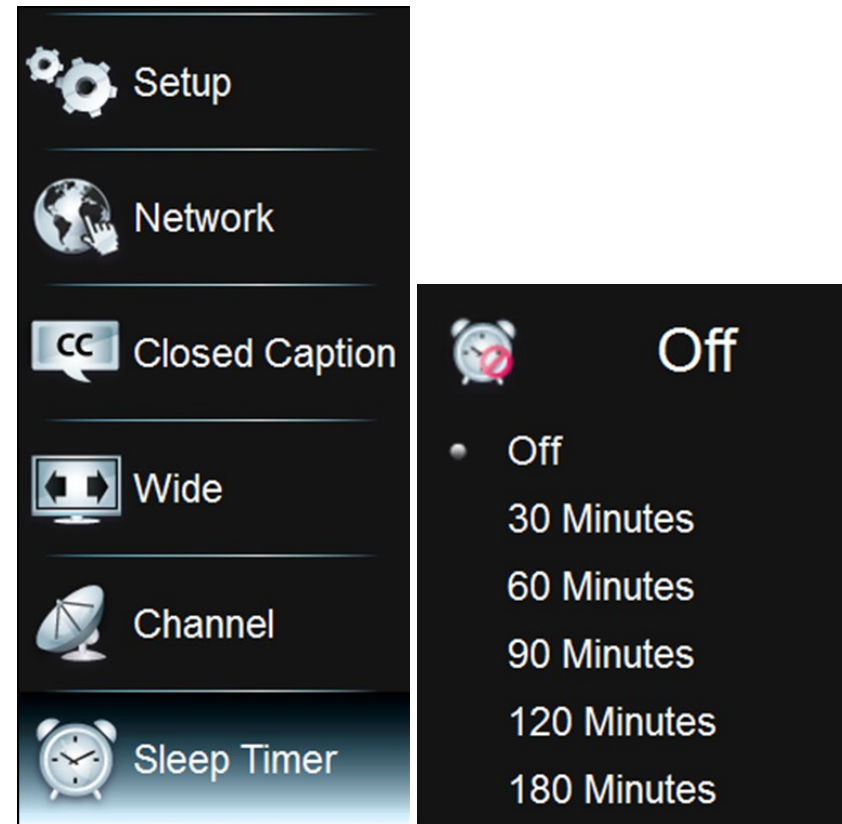 Setup
Network
CC
Closed Caption
Wide
Channel
Sleep Timer
Off
Off
30 Minutes
60 Minutes
90 Minutes
120 Minutes
180 Minutes